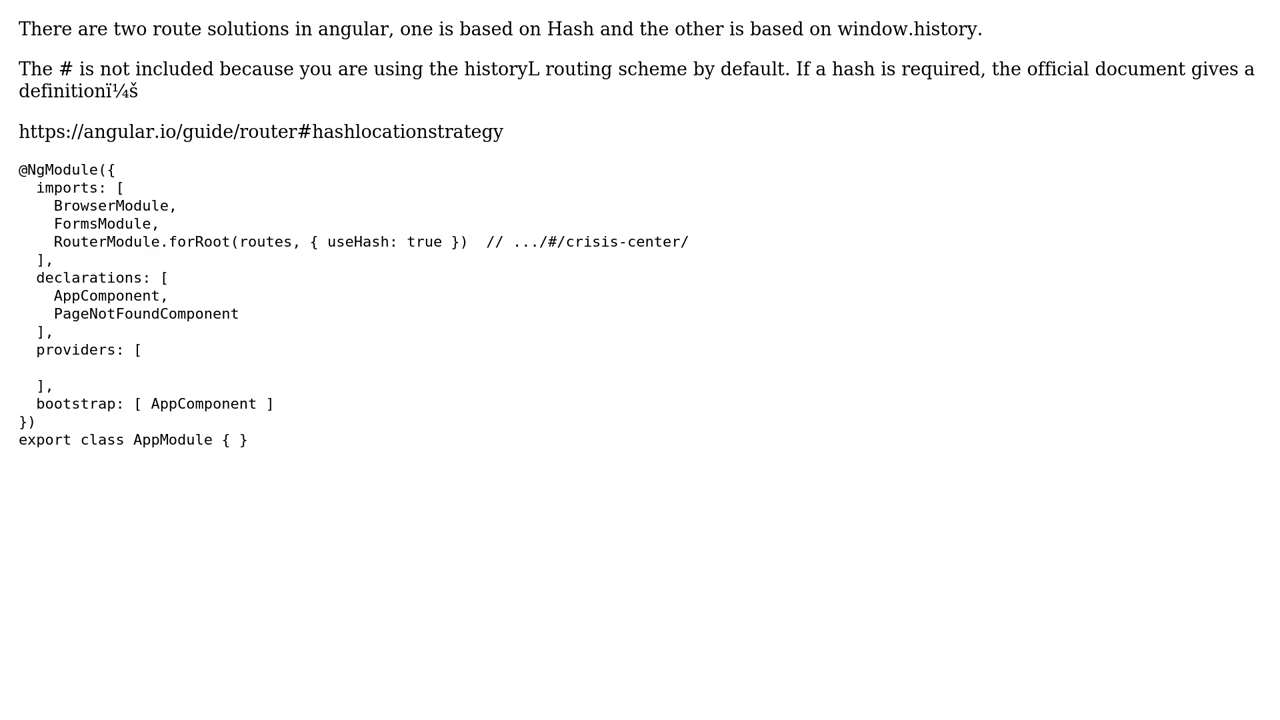 There are two route solutions in angular, one is based on Hash and the other is based on window.history.
The # is not included because you are using the historyL routing scheme by default. If a hash is required, the official document gives a
definitionï¼š
https://angular.io/guide/router#hashlocationstrategy
@NgModule({
  imports: [
    BrowserModule,
    FormsModule,
    RouterModule.forRoot(routes, { useHash: true })  // .../#/crisis-center/
  ],
  declarations: [
    AppComponent,
    PageNotFoundComponent
  ],
  providers: [

  ],
  bootstrap: [ AppComponent ]
})
export class AppModule { }